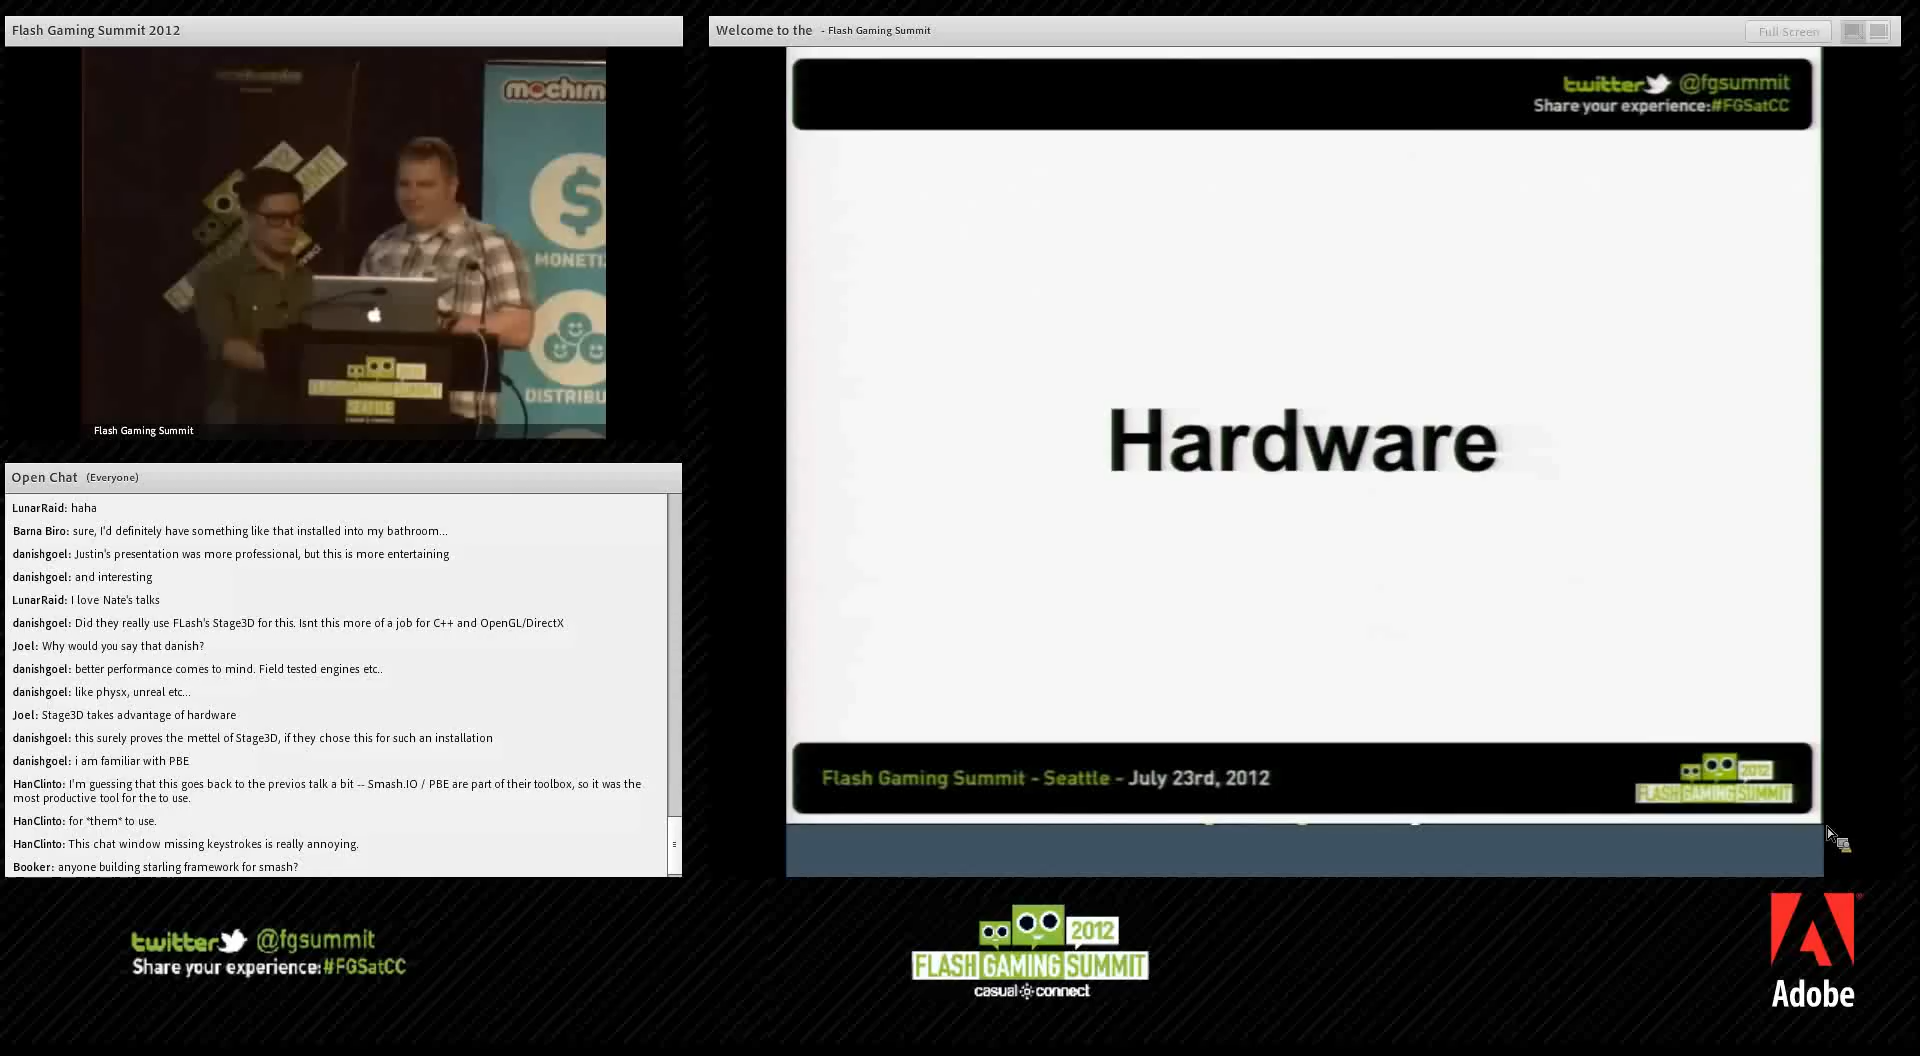 Flash Gaming Summit 2012
mochim
MONETI
DISTRIBU
2012
FLASH GAMING SUMMIT
SEATTLE
Flash Gaming Summit
Open Chat (Everyone)
LunarRaid: haha
Barna Biro: sure, I'd definitely have something like that installed into my bathroom...
danishgoel: Justin's presentation was more professional, but this is more entertaining
danishgoel: and interesting
LunarRaid: I love Nate's talks
danishgoel: Did they really use FLash's Stage3D for this. Isnt this more of a job for C++ and OpenGL/DirectX
Joel: Why would you say that danish?
danishgoel: better performance comes to mind. Field tested engines etc..
danishgoel: like physx, unreal etc...
Joel: Stage3D takes advantage of hardware
danishgoel: this surely proves the mettel of Stage3D, if they chose this for such an installation
danishgoel: i am familiar with PBE
HanClinto: I'm guessing that this goes back to the previos talk a bit -- Smash.IO / PBE are part of their toolbox, so it was the
most productive tool for the to use.
HanClinto: for *them* to use.
HanClinto: This chat window missing keystrokes is really annoying.
Booker: anyone building starling framework for smash?
Welcome to the - Flash Gaming Summit
Full Screen
twitter @fgsummit
Share your experience:#FGSatCC
Hardware
Flash Gaming Summit - Seattle - July 23rd, 2012
2012
FLASH GAMING SUMMIT
twitter @fgsummit
Share your experience:#FGSatCC
2012
FLASH GAMING SUMMIT
casual connect
Adobe